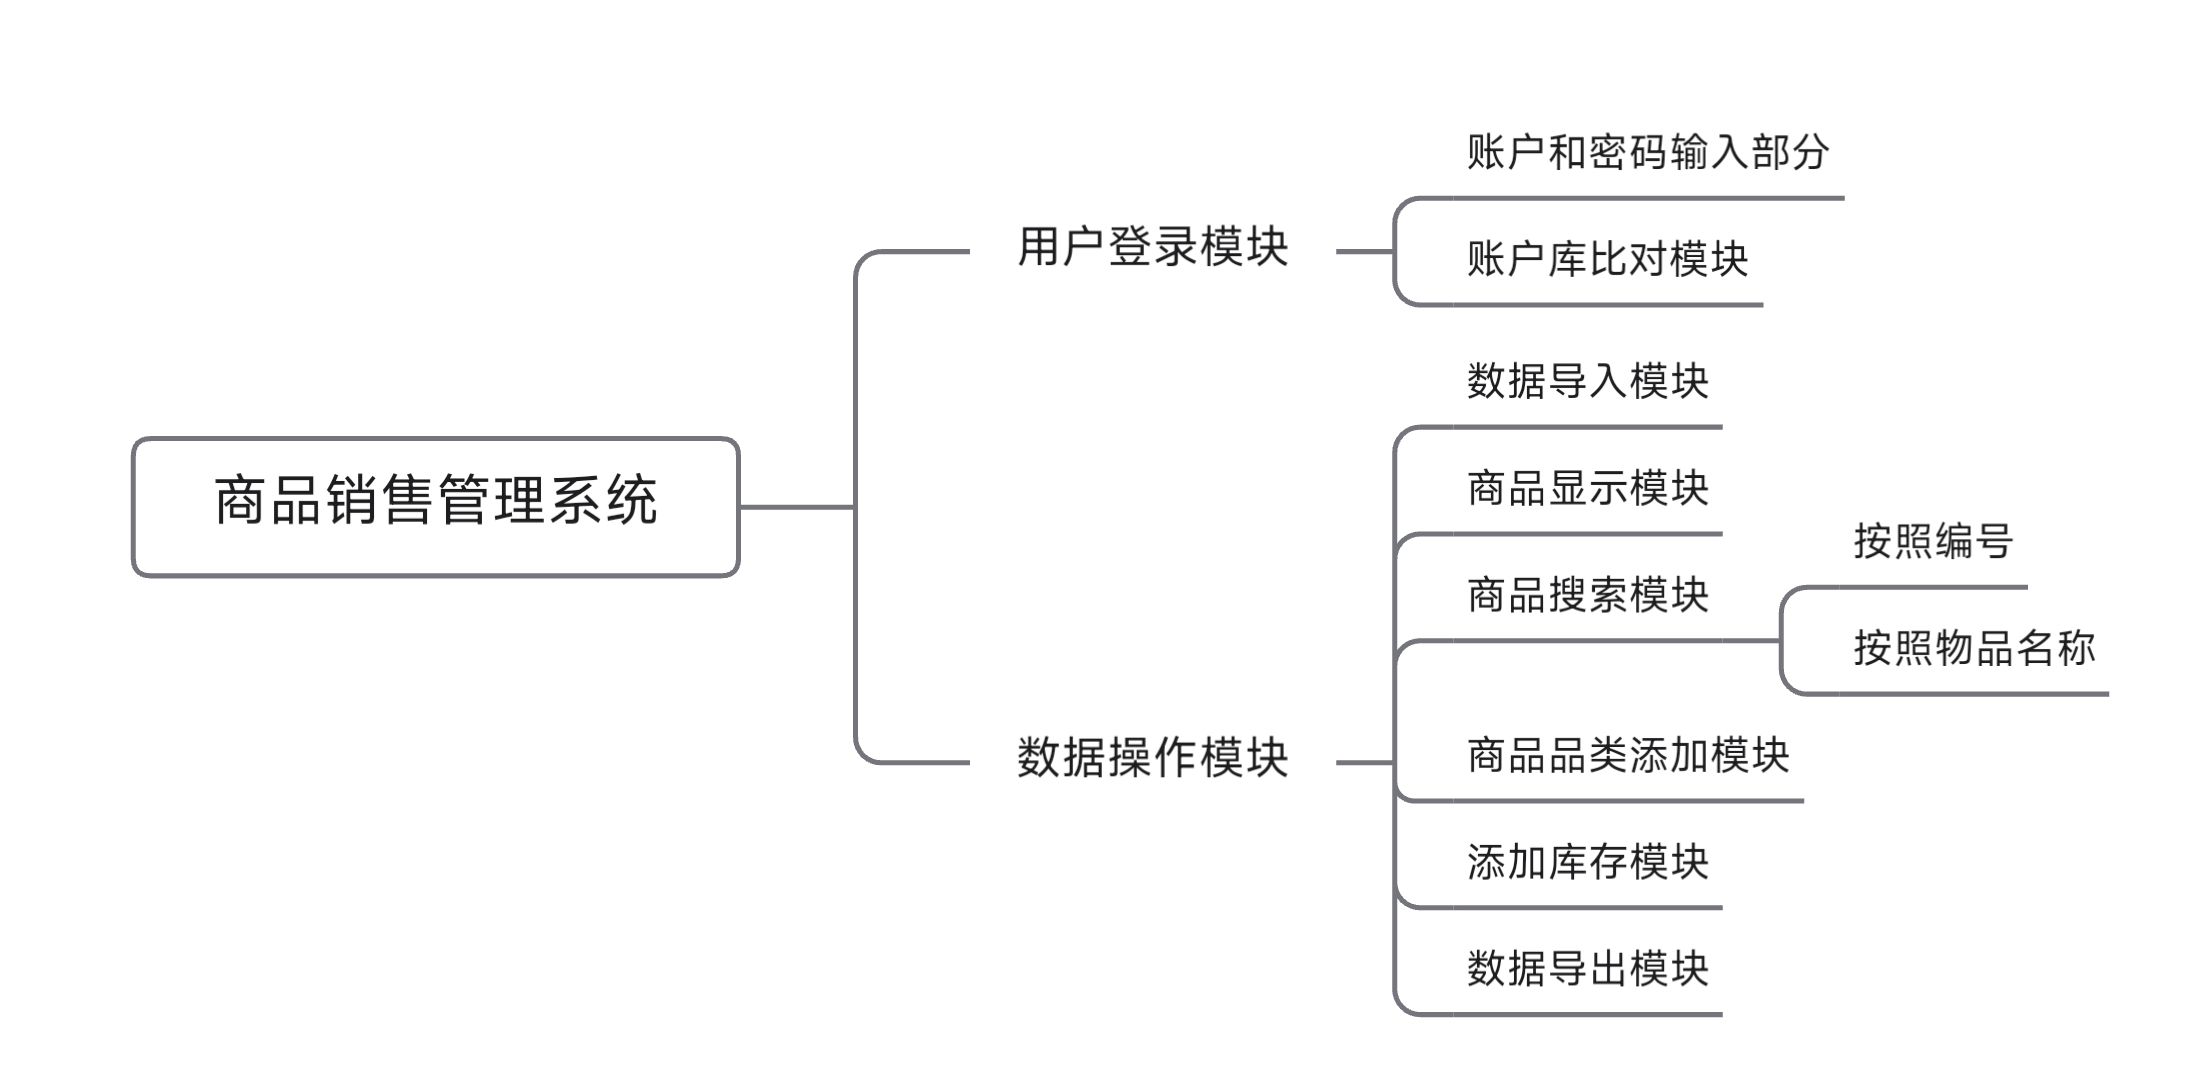 商品销售管理系统
用户登录模块
账户和密码输入部分
账户库比对模块
数据操作模块
数据导入模块
商品显示模块
商品搜索模块
按照编号
按照物品名称
商品品类添加模块
添加库存模块
数据导出模块